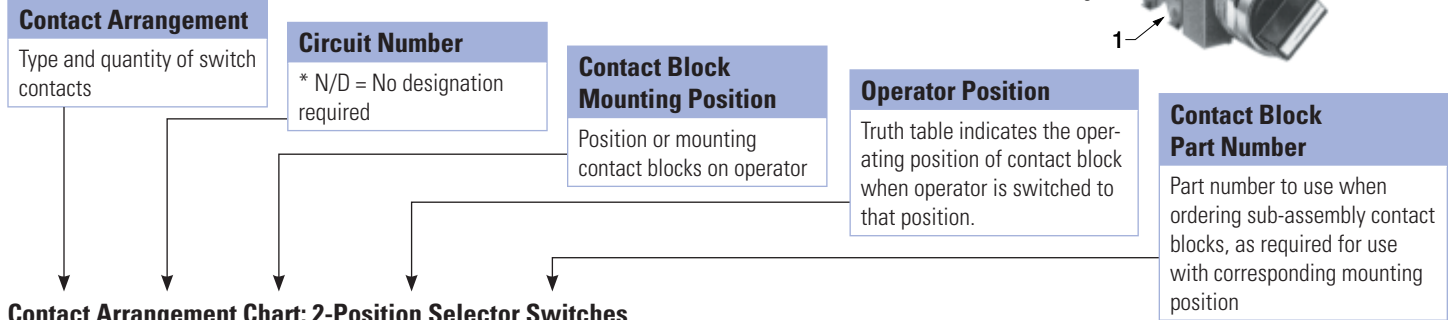 Contact Arrangement
Type and quantity of switch
contacts
Circuit Number
* N/D = No designation
required
Contact Block
Mounting Position
Position or mounting
contact blocks on operator
Operator Position
Truth table indicates the oper-
ating position of contact block
when operator is switched to
that position.
1
Contact Block
Part Number
Part number to use when
ordering sub-assembly contact
blocks, as required for use
with corresponding mounting
position
Contact Arrangement Chart: 2-Position Selector Switches